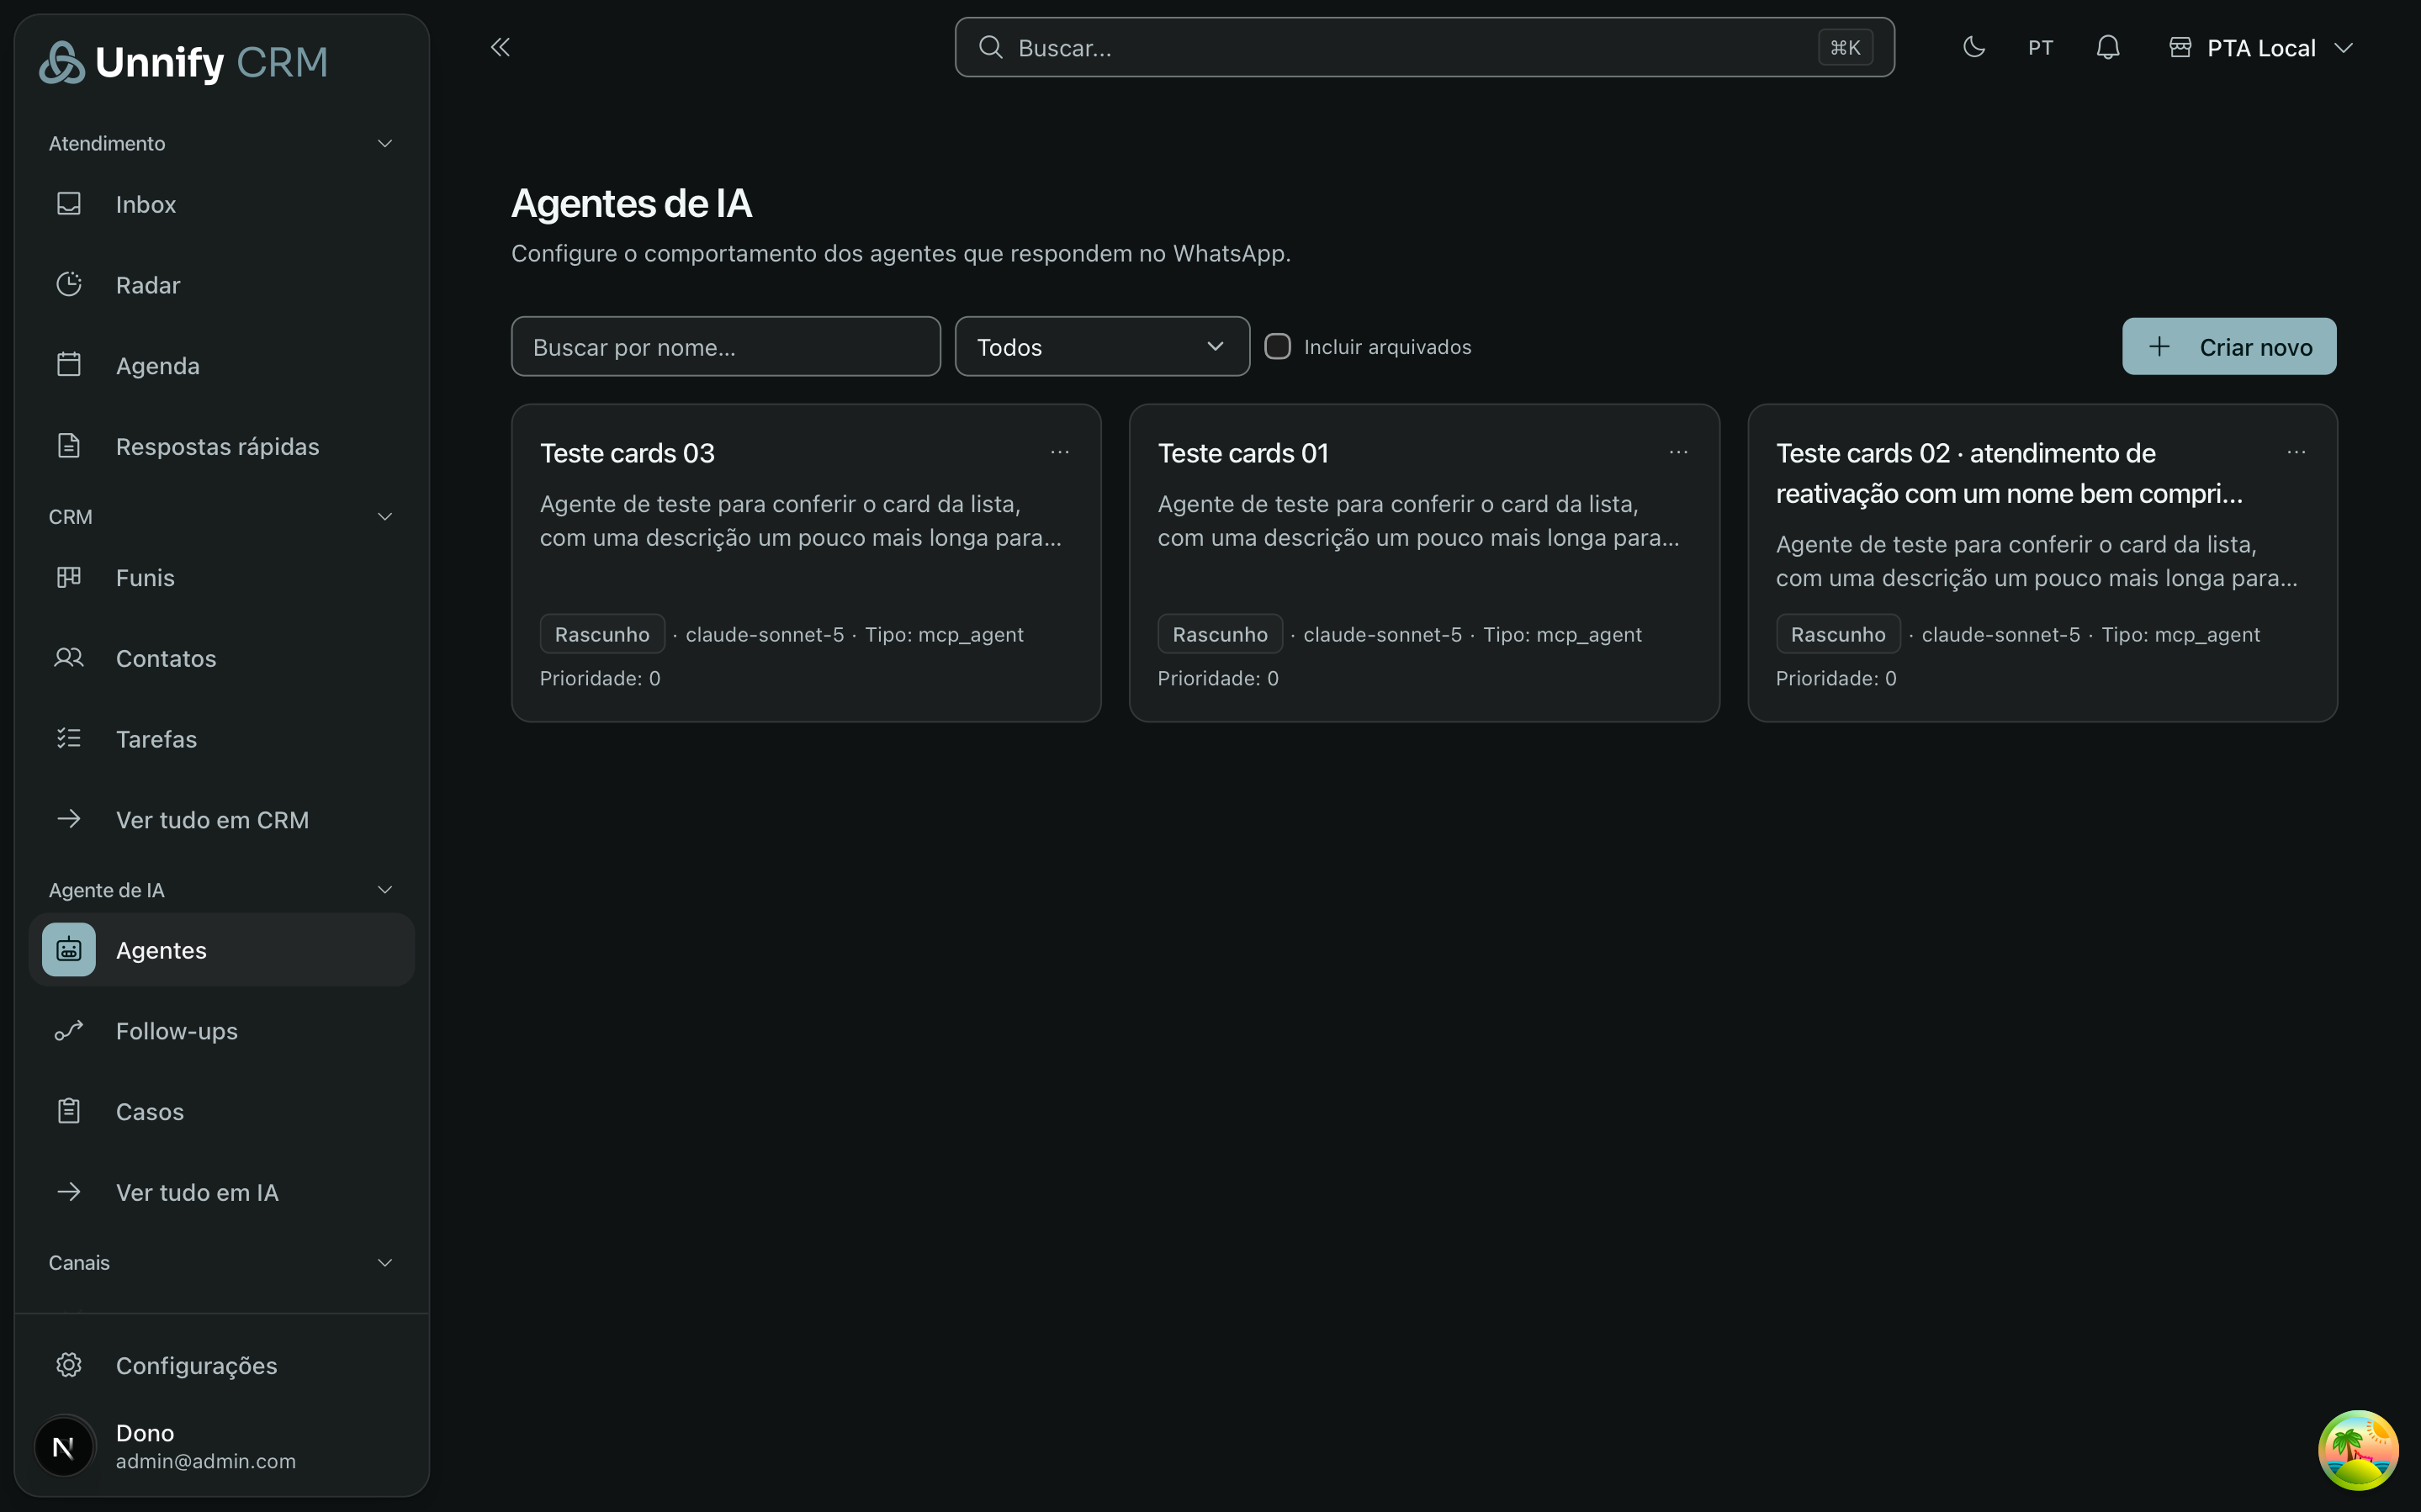 Unnify CRM
Atendimento
Inbox
Radar
Agenda
Respostas rápidas
CRM
Funis
Contatos
Tarefas
Ver tudo em CRM
Agente de IA
Agentes
Follow-ups
Casos
Ver tudo em IA
Canais
Configurações
N
Dono
admin@admin.com
Buscar...
⌘K
PT
PTA Local
Agentes de IA
Configure o comportamento dos agentes que respondem no WhatsApp.
Buscar por nome...
Todos
Incluir arquivados
Criar novo
Teste cards 03
Agente de teste para conferir o card da lista,
com uma descrição um pouco mais longa para...
Rascunho · claude-sonnet-5 · Tipo: mcp_agent
Prioridade: 0
Teste cards 01
Agente de teste para conferir o card da lista,
com uma descrição um pouco mais longa para...
Rascunho · claude-sonnet-5 · Tipo: mcp_agent
Prioridade: 0
Teste cards 02 · atendimento de
reativação com um nome bem compri...
Agente de teste para conferir o card da lista,
com uma descrição um pouco mais longa para...
Rascunho · claude-sonnet-5 · Tipo: mcp_agent
Prioridade: 0